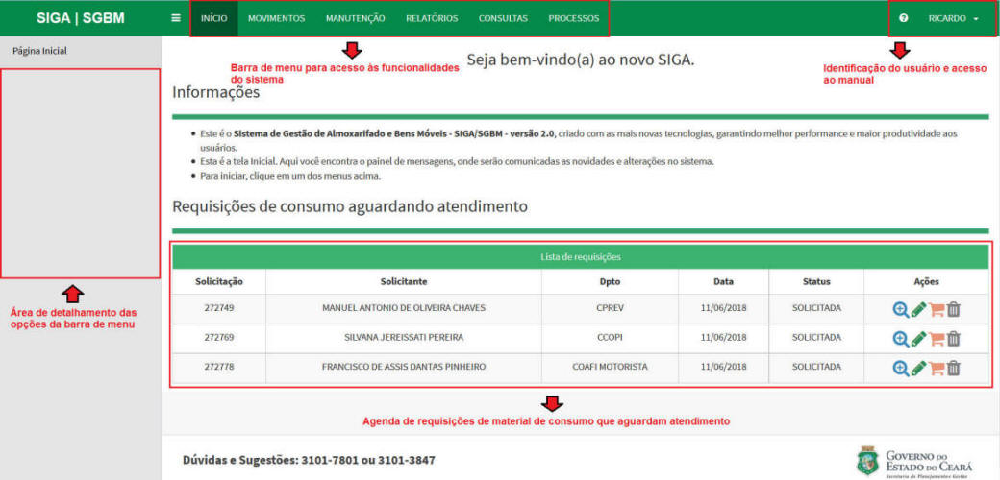 SIGA | SGBM
INÍCIO MOVIMENTOS MANUTENÇÃO RELATÓRIOS CONSULTAS PROCESSOS
RICARDO
Página Inicial
Barra de menu para acesso às funcionalidades
do sistema
Seja bem-vindo(a) ao novo SIGA.
Identificação do usuário e acesso
ao manual
Informações
Este é o Sistema de Gestão de Almoxarifado e Bens Móveis - SIGA/SGBM - versão 2.0, criado com as mais novas tecnologias, garantindo melhor performance e maior produtividade aos
usuários.
Esta é a tela Inicial. Aqui você encontra o painel de mensagens, onde serão comunicadas as novidades e alterações no sistema.
Para iniciar, clique em um dos menus acima.
Requisições de consumo aguardando atendimento
Lista de requisições
Solicitação Solicitante Dpto Data Status Ações
272749 MANUEL ANTONIO DE OLIVEIRA CHAVES CPREV 11/06/2018 SOLICITADA
272769 SILVANA JEREISSATI PEREIRA CCOPI 11/06/2018 SOLICITADA
272778 FRANCISCO DE ASSIS DANTAS PINHEIRO COAFI MOTORISTA 11/06/2018 SOLICITADA
Área de detalhamento das
opções da barra de menu
Agenda de requisições de material de consumo que aguardam atendimento
Dúvidas e Sugestões: 3101-7801 ou 3101-3847
GOVERNO DO
ESTADO DO CEARÁ
Secretaria do Planejamento e Gestão